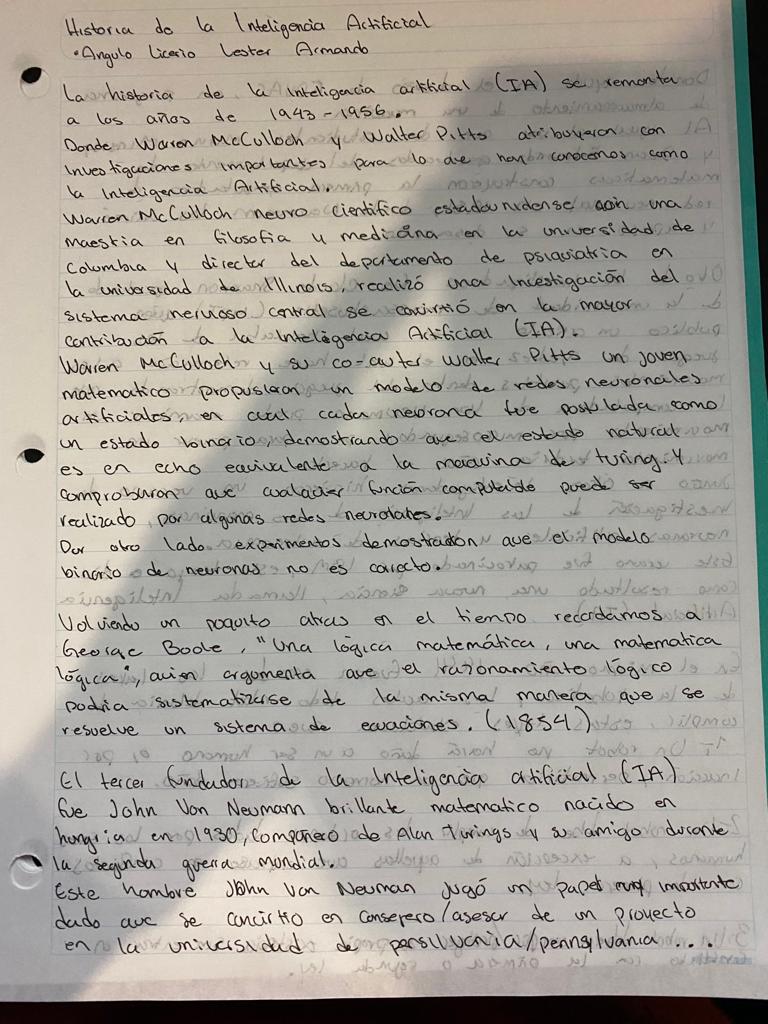 Historia de la Inteligencia Artificial
• Angulo Licerio Lester Armando
La historia de la Inteligencia artificial (IA) se remonta
a los años de 1943-1956.
Donde Warren McCulloch y Walter Pitts atribuyeron con
Investigaciones importantes para lo que hoy conocemos como
la Inteligencia Artificial.
Warren McCulloch neuro cientifico estadounidense con una
maestria en filosofia y medicina en la universidad de
Columbia y director del departamento de psiquiatria en
la universidad de Illinois, realizó una Investigación del
sistema nervioso central se convirtió en la mayor
contribución a la Inteligencia Artificial (IA).
Warren McCulloch y su co-autor Walter Pitts un joven
matematico propusieron un modelo de redes neuronales
artificiales, en cual cada neurona fue postulada como
un estado binario, demostrando que el estado natural
es en echo equivalente a la maquina de turing. Y
comprobaron que cualquier función computable puede ser
realizado por algunas redes neuronales.
Por otro lado experimentos demostraron que el modelo
binario de neuronas no es correcto.
Volviendo un poquito atras en el tiempo recordamos a
George Boole, "Una lógica matemática, una matematica
lógica", quien argumenta que el razonamiento lógico
podria sistematizarse de la misma manera que se
resuelve un sistema de ecuaciones. (1854)
El tercer fundador de la Inteligencia artificial (IA)
fue John Von Neumann brillante matematico nacido en
hungria en 1930, compañero de Alan turings y su amigo durante
la segunda guerra mundial.
Este hombre John Van Neuman jugó un papel muy importante
dado que se convirtio en consejero/asesor de un proyecto
en la universidad de pensilvania/pennsylvania ....